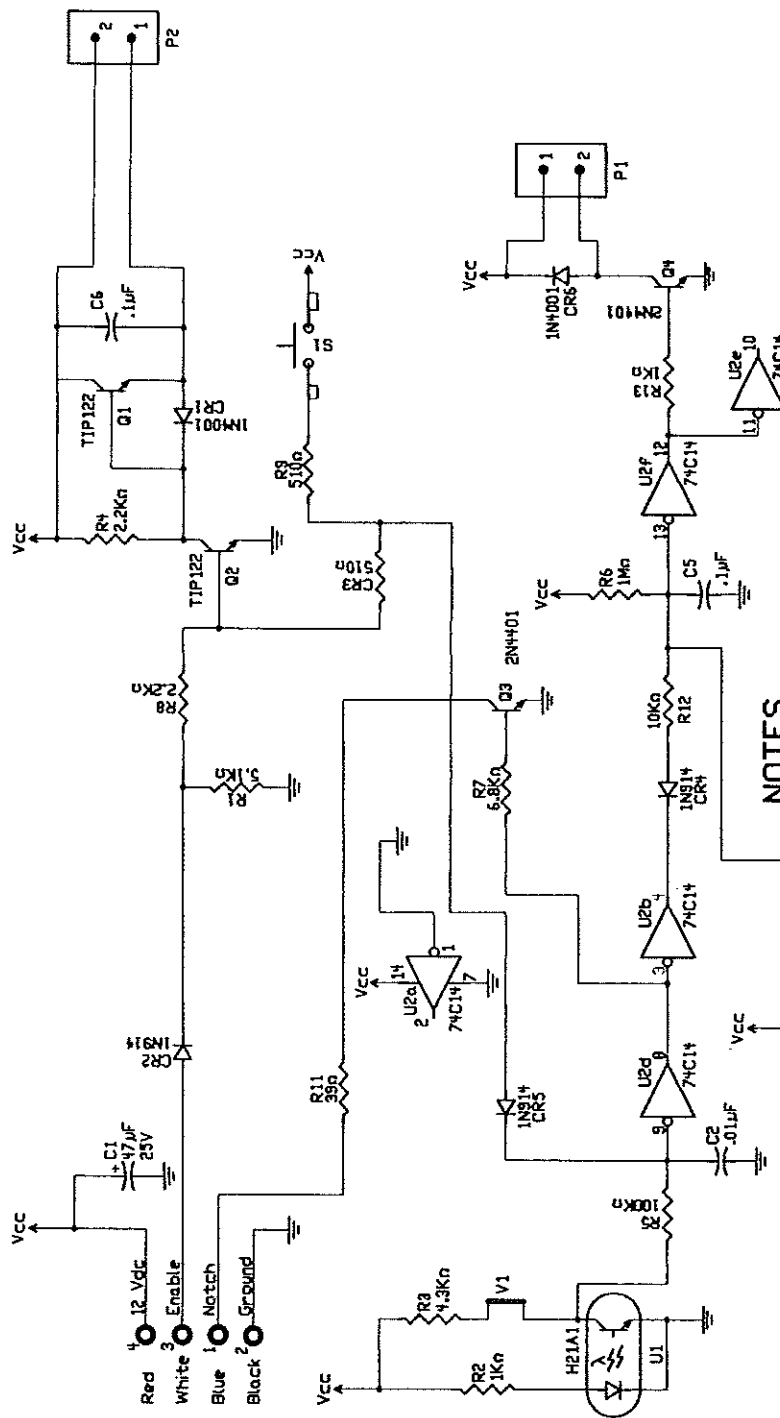 Red
4
12 Vdc
White
3
Enable
Blue
1
Notch
Black
2
Ground
Vcc
+
C1
47µF
25V
CR2
1N914
R1
5.1KΩ
R8
2.2KΩ
Vcc
R4
2.2KΩ
TIP122
Q2
TIP122
Q1
CR1
1N4001
C6
.1µF
2
1
P2
R9
510Ω
S1
Vcc
CR3
510Ω
R11
39Ω
Vcc
14
U2a
2
1
7
74C14
R7
6.8KΩ
Q3
2N4401
1N914
CR5
Vcc
R2
1KΩ
R3
4.3KΩ
V1
H21A1
U1
R5
100KΩ
C2
.01µF
9
U2d
8
74C14
3
U2b
4
74C14
1N914
CR4
10KΩ
R12
Vcc
R6
1MΩ
C5
.1µF
13
U2f
12
74C14
11
U2e
10
74C14
R13
1KΩ
2N4401
Q4
Vcc
1N4001
CR6
1
2
P1
Vcc
NOTES